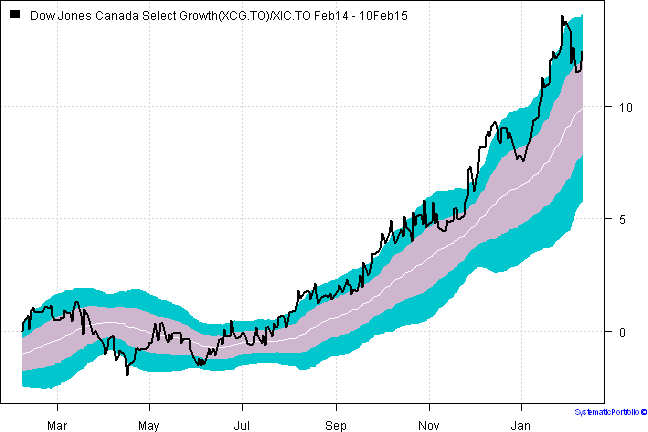 Dow Jones Canada Select Growth(XCG.TO)/XIC.TO Feb14 - 10Feb15
10
5
0
Mar May Jul Sep Nov Jan
SystematicPortfolio ©